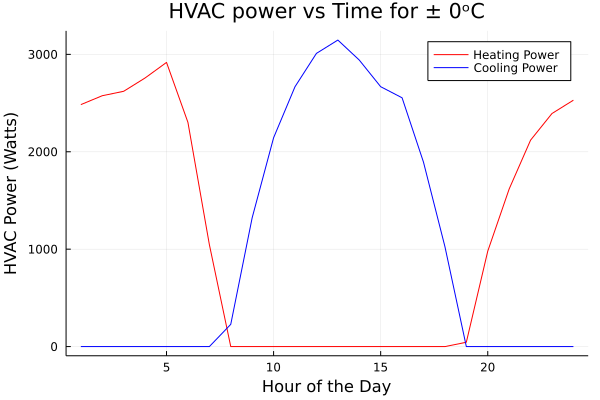 HVAC power vs Time for ± 0ᵒC
Heating Power
Cooling Power
HVAC Power (Watts)
3000
2000
1000
0
5
10
15
20
Hour of the Day